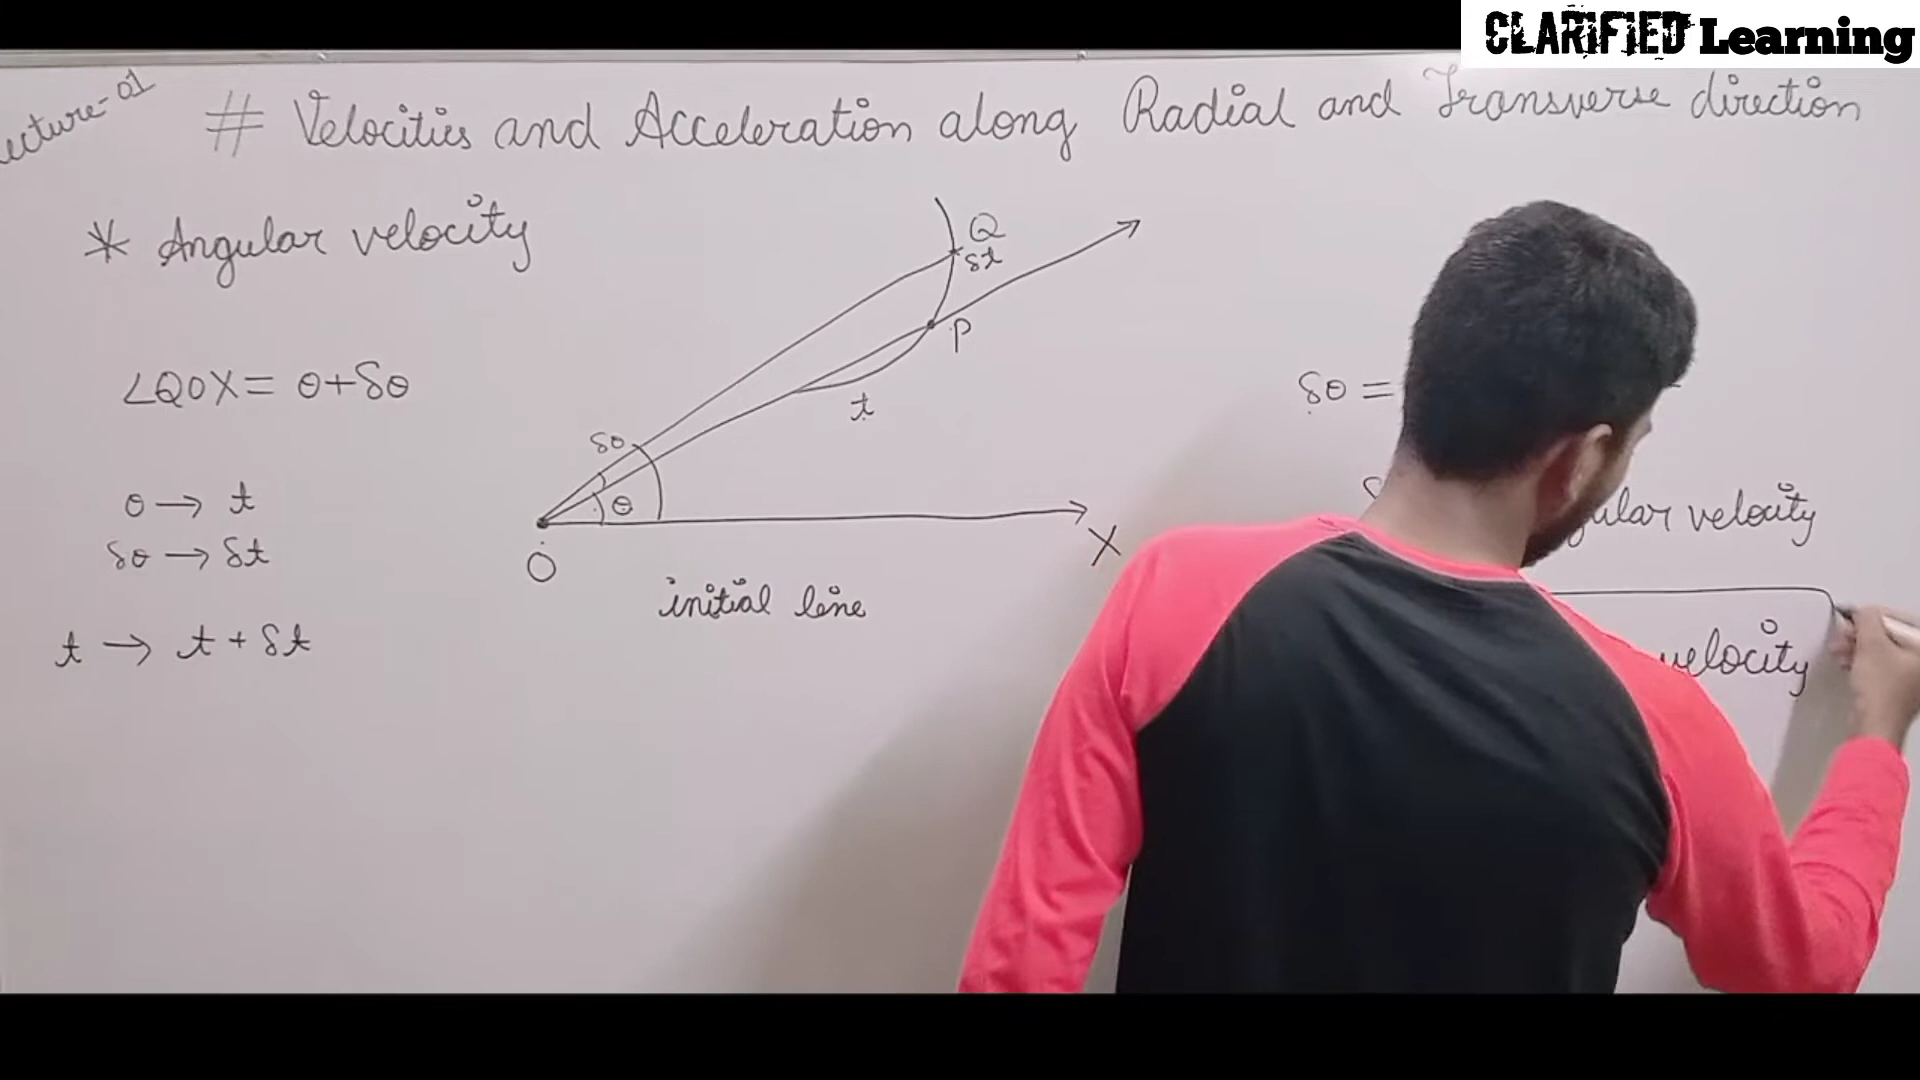 CLARIFIED Learning
ecture-01
# Velocities and Acceleration along Radial and Transverse direction
* Angular velocity
Q
δt
P
∠QOX = θ+δθ
δθ =
t
δθ
θ → t
θ
ular velocity
X
δθ → δt
O
initial line
t → t + δt
velocity